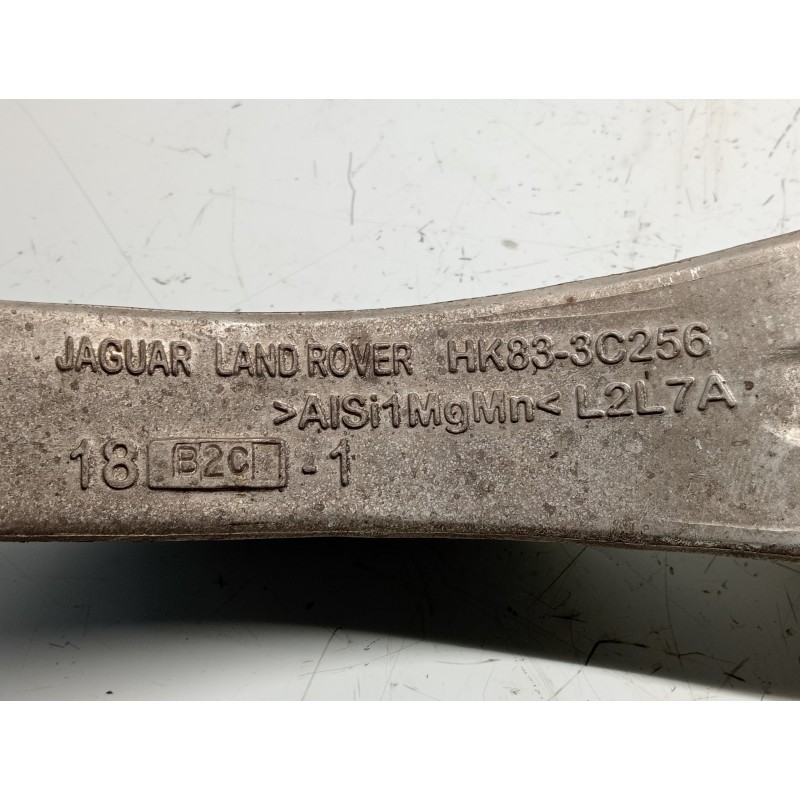 JAGUAR LAND ROVER HK83-3C256
>AlSi1MgMn< L2L7A
18 B2C -1